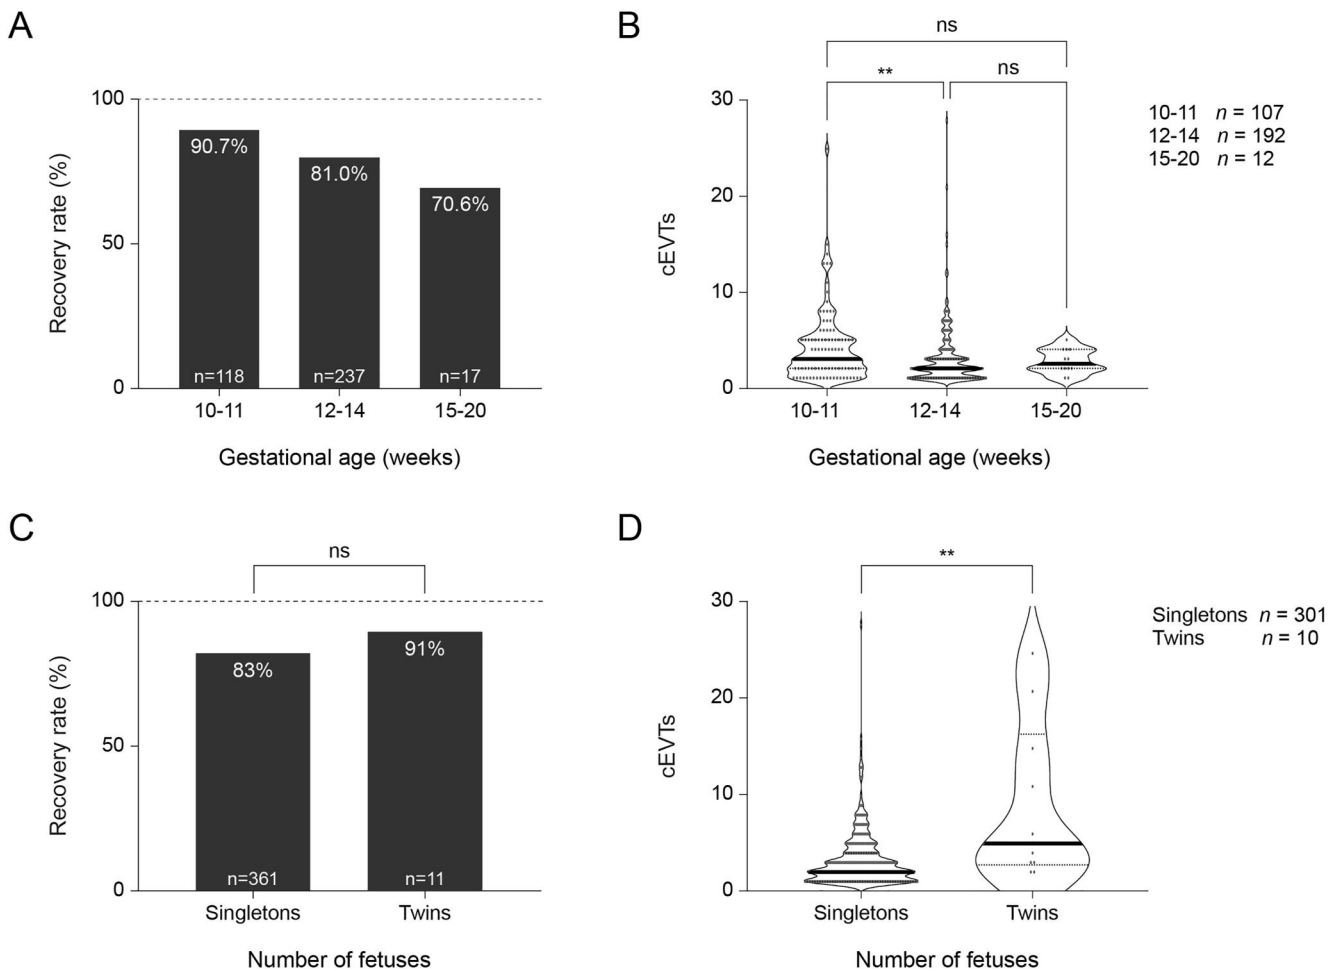 A
Recovery rate (%)
100
50
0
90.7%
81.0%
70.6%
n=118
n=237
n=17
10-11
12-14
15-20
Gestational age (weeks)
B
ns
**
ns
cEVTs
30
20
10
0
10-11
12-14
15-20
Gestational age (weeks)
10-11 n = 107
12-14 n = 192
15-20 n = 12
C
ns
Recovery rate (%)
100
50
0
83%
91%
n=361
n=11
Singletons
Twins
Number of fetuses
D
**
cEVTs
30
20
10
0
Singletons
Twins
Number of fetuses
Singletons n = 301
Twins n = 10